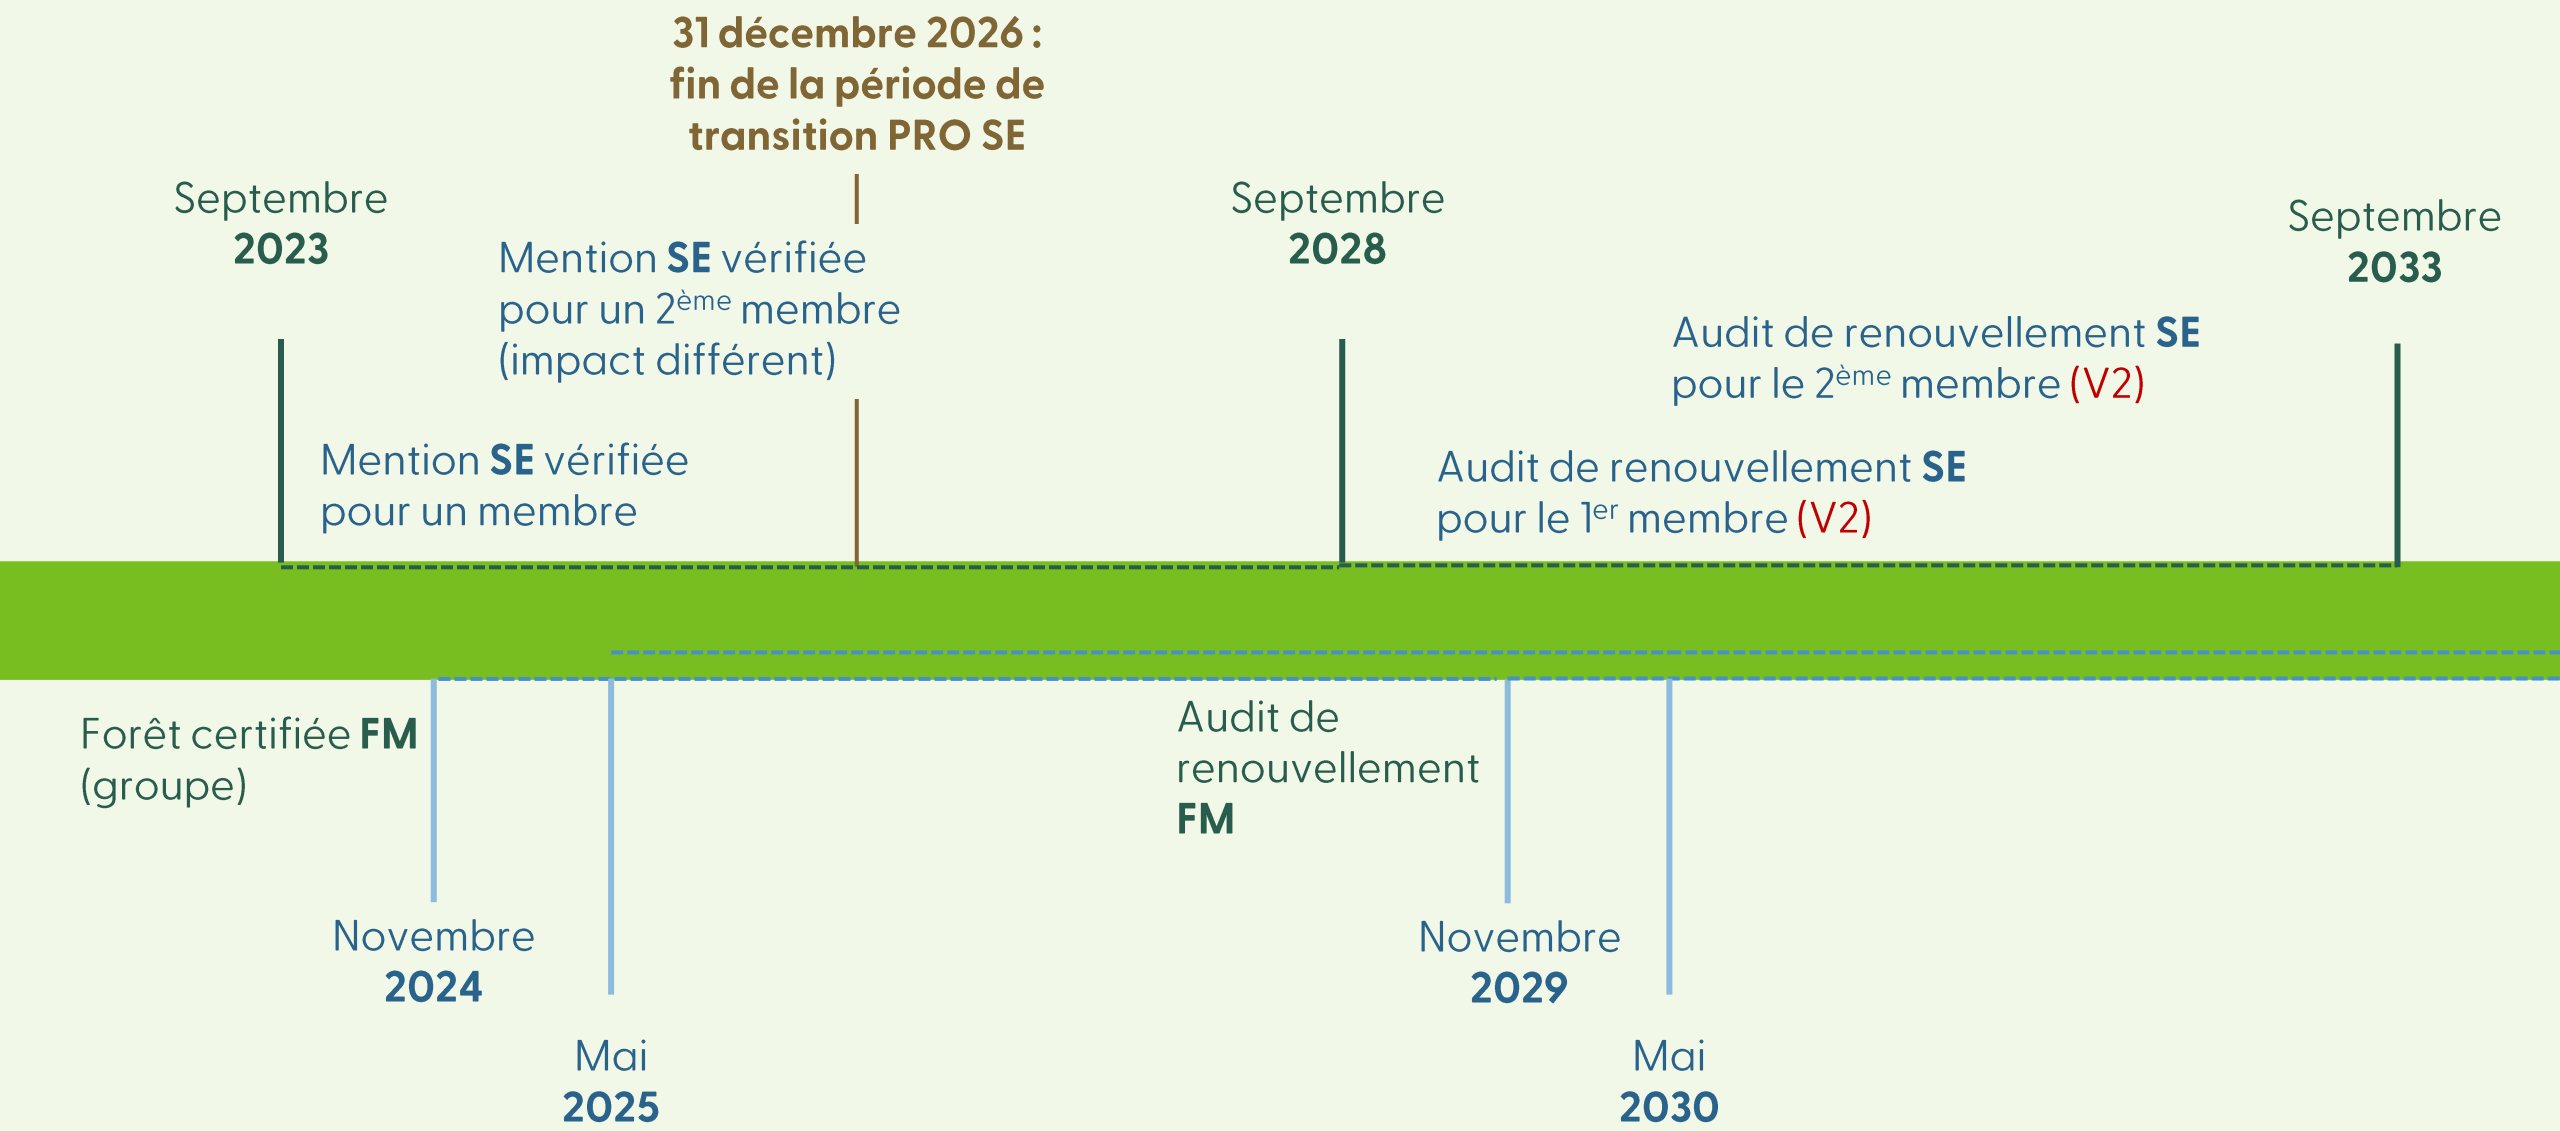 31 décembre 2026 :
fin de la période de
transition PRO SE
Septembre
2023
Septembre
2028
Septembre
2033
Mention SE vérifiée
pour un 2ème membre
(impact différent)
Mention SE vérifiée
pour un membre
Audit de renouvellement SE
pour le 2ème membre (V2)
Audit de renouvellement SE
pour le 1er membre (V2)
Forêt certifiée FM
(groupe)
Audit de
renouvellement
FM
Novembre
2024
Mai
2025
Novembre
2029
Mai
2030